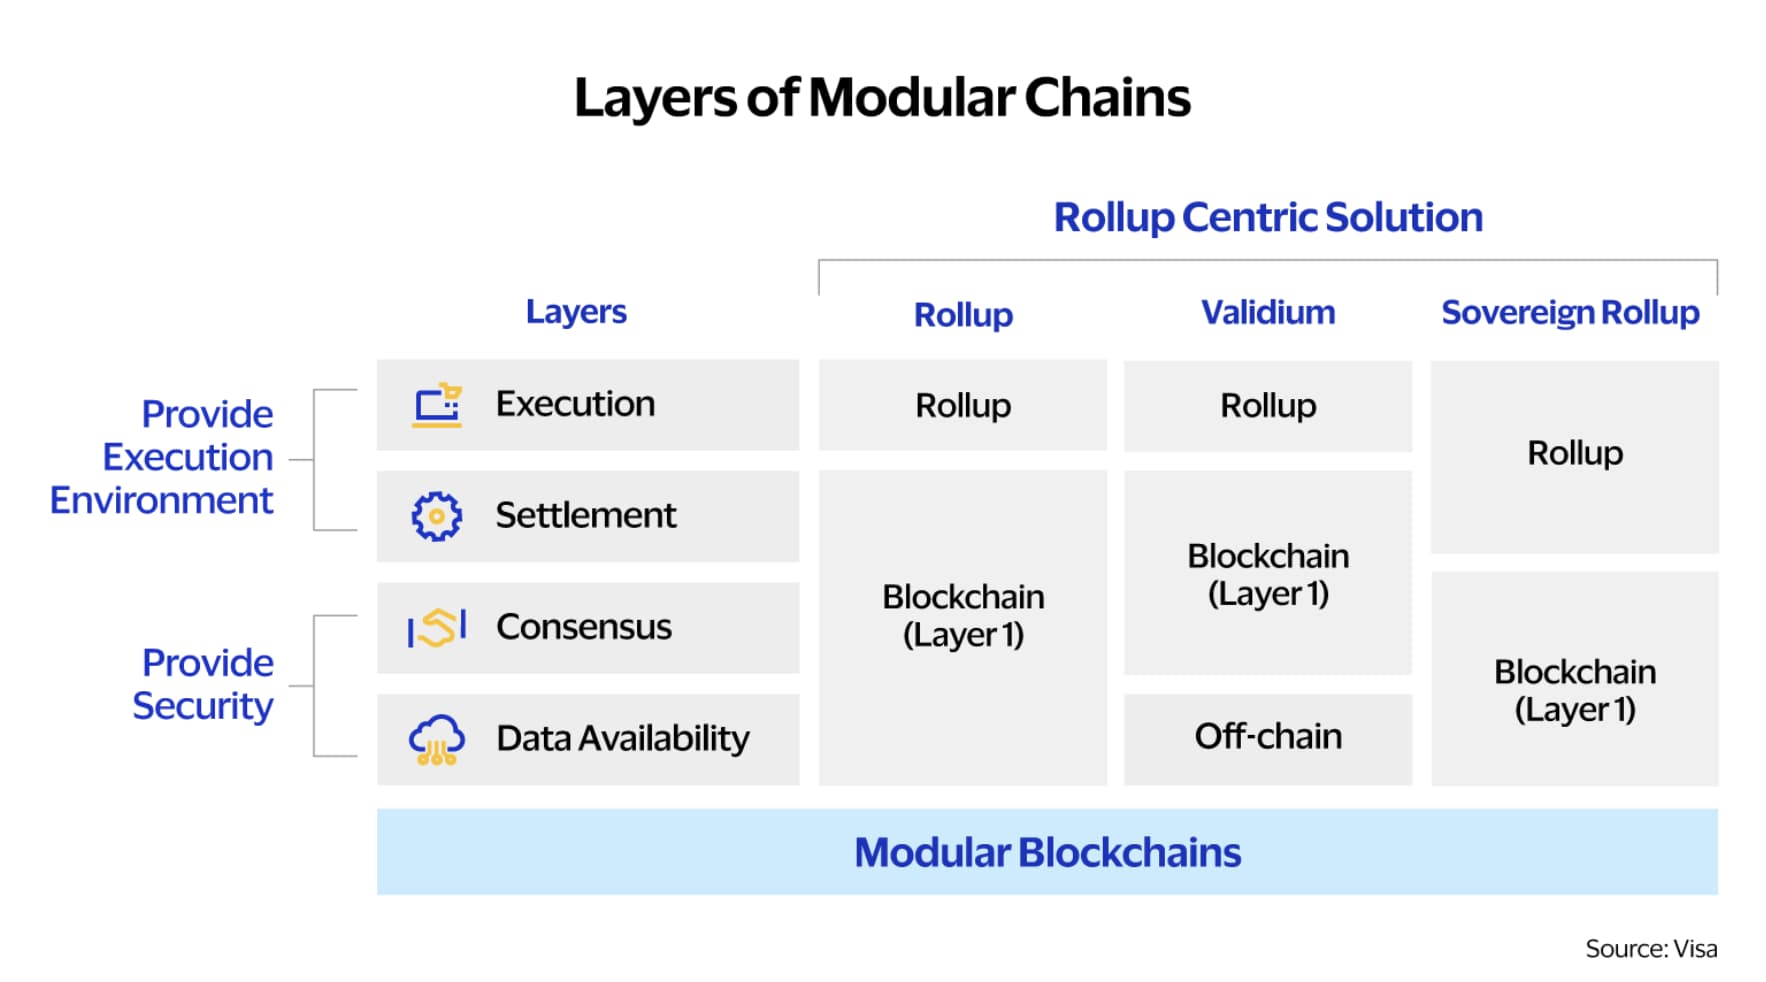 Layers of Modular Chains
Rollup Centric Solution
Layers
Rollup
Validium
Sovereign Rollup
Provide
Execution
Environment
Execution
Rollup
Rollup
Rollup
Settlement
Blockchain
(Layer 1)
Blockchain
(Layer 1)
Provide
Security
Consensus
Blockchain
(Layer 1)
Data Availability
Off-chain
Modular Blockchains
Source: Visa